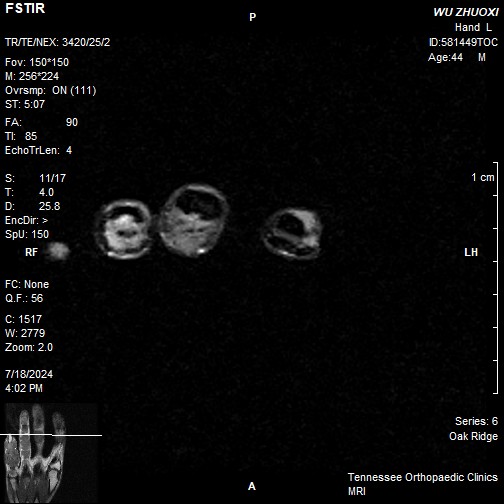 FSTIR
P
WU ZHUOXI
Hand L
TR/TE/NEX: 3420/25/2
ID:581449TOC
Age:44 M
Fov: 150*150
M: 256*224
Ovrsmp: ON (111)
ST: 5:07
FA: 90
TI: 85
EchoTrLen: 4
S: 11/17
1 cm
T: 4.0
D: 25.8
EncDir: >
SpU: 150
RF
LH
FC: None
Q.F.: 56
C: 1517
W: 2779
Zoom: 2.0
7/18/2024
4:02 PM
Series: 6
Oak Ridge
A
Tennessee Orthopaedic Clinics
MRI